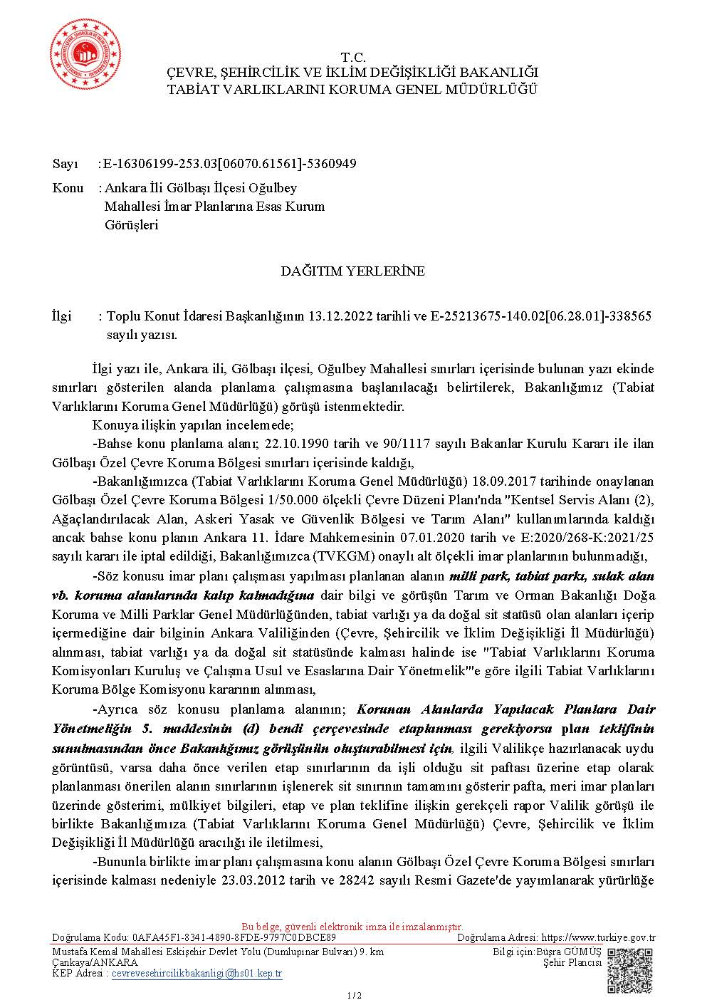 T.C.
ÇEVRE, ŞEHİRCİLİK VE İKLİM DEĞİŞİKLİĞİ BAKANLIĞI
TABİAT VARLIKLARINI KORUMA GENEL MÜDÜRLÜĞÜ
Sayı : E-16306199-253.03[06070.61561]-5360949
Konu : Ankara İli Gölbaşı İlçesi Oğulbey
Mahallesi İmar Planlarına Esas Kurum
Görüşleri
DAĞITIM YERLERİNE
İlgi : Toplu Konut İdaresi Başkanlığının 13.12.2022 tarihli ve E-25213675-140.02[06.28.01]-338565
sayılı yazısı.
İlgi yazı ile, Ankara ili, Gölbaşı ilçesi, Oğulbey Mahallesi sınırları içerisinde bulunan yazı ekinde
sınırları gösterilen alanda planlama çalışmasına başlanılacağı belirtilerek, Bakanlığımız (Tabiat
Varlıklarını Koruma Genel Müdürlüğü) görüşü istenmektedir.
Konuya ilişkin yapılan incelemede;
-Bahse konu planlama alanı; 22.10.1990 tarih ve 90/1117 sayılı Bakanlar Kurulu Kararı ile ilan
Gölbaşı Özel Çevre Koruma Bölgesi sınırları içerisinde kaldığı,
-Bakanlığımızca (Tabiat Varlıklarını Koruma Genel Müdürlüğü) 18.09.2017 tarihinde onaylanan
Gölbaşı Özel Çevre Koruma Bölgesi 1/50.000 ölçekli Çevre Düzeni Planı'nda "Kentsel Servis Alanı (2),
Ağaçlandırılacak Alan, Askeri Yasak ve Güvenlik Bölgesi ve Tarım Alanı" kullanımlarında kaldığı
ancak bahse konu planın Ankara 11. İdare Mahkemesinin 07.01.2020 tarih ve E:2020/268-K:2021/25
sayılı kararı ile iptal edildiği, Bakanlığımızca (TVKGM) onaylı alt ölçekli imar planlarının bulunmadığı,
-Söz konusu imar planı çalışması yapılması planlanan alanın milli park, tabiat parkı, sulak alan
vb. koruma alanlarında kalıp kalmadığına dair bilgi ve görüşün Tarım ve Orman Bakanlığı Doğa
Koruma ve Milli Parklar Genel Müdürlüğünden, tabiat varlığı ya da doğal sit statüsü olan alanları içerip
içermediğine dair bilginin Ankara Valiliğinden (Çevre, Şehircilik ve İklim Değişikliği İl Müdürlüğü)
alınması, tabiat varlığı ya da doğal sit statüsünde kalması halinde ise "Tabiat Varlıklarını Koruma
Komisyonları Kuruluş ve Çalışma Usul ve Esaslarına Dair Yönetmelik"'e göre ilgili Tabiat Varlıklarını
Koruma Bölge Komisyonu kararının alınması,
-Ayrıca söz konusu planlama alanının; Korunan Alanlarda Yapılacak Planlara Dair
Yönetmeliğin 5. maddesinin (d) bendi çerçevesinde etaplanması gerekiyorsa plan teklifinin
sunulmasından önce Bakanlığımız görüşünün oluşturabilmesi için, ilgili Valilikçe hazırlanacak uydu
görüntüsü, varsa daha önce verilen etap sınırlarının da işli olduğu sit paftası üzerine etap olarak
planlanması önerilen alanın sınırlarının işlenerek sit sınırının tamamını gösterir pafta, meri imar planları
üzerinde gösterimi, mülkiyet bilgileri, etap ve plan teklifine ilişkin gerekçeli rapor Valilik görüşü ile
birlikte Bakanlığımıza (Tabiat Varlıklarını Koruma Genel Müdürlüğü) Çevre, Şehircilik ve İklim
Değişikliği İl Müdürlüğü aracılığı ile iletilmesi,
-Bununla birlikte imar planı çalışmasına konu alanın Gölbaşı Özel Çevre Koruma Bölgesi sınırları
içerisinde kalması nedeniyle 23.03.2012 tarih ve 28242 sayılı Resmi Gazete'de yayımlanarak yürürlüğe
Bu belge, güvenli elektronik imza ile imzalanmıştır.
Doğrulama Kodu: 0AFA45F1-8341-4890-8FDE-9797C0DBCE89 Doğrulama Adresi: https://www.turkiye.gov.tr
Mustafa Kemal Mahallesi Eskişehir Devlet Yolu (Dumlupınar Bulvarı) 9. km Bilgi için:Büşra GÜMÜŞ
Çankaya/ANKARA Şehir Plancısı
KEP Adresi : cevrevesehircilikbakanligi@hs01.kep.tr
1 / 2